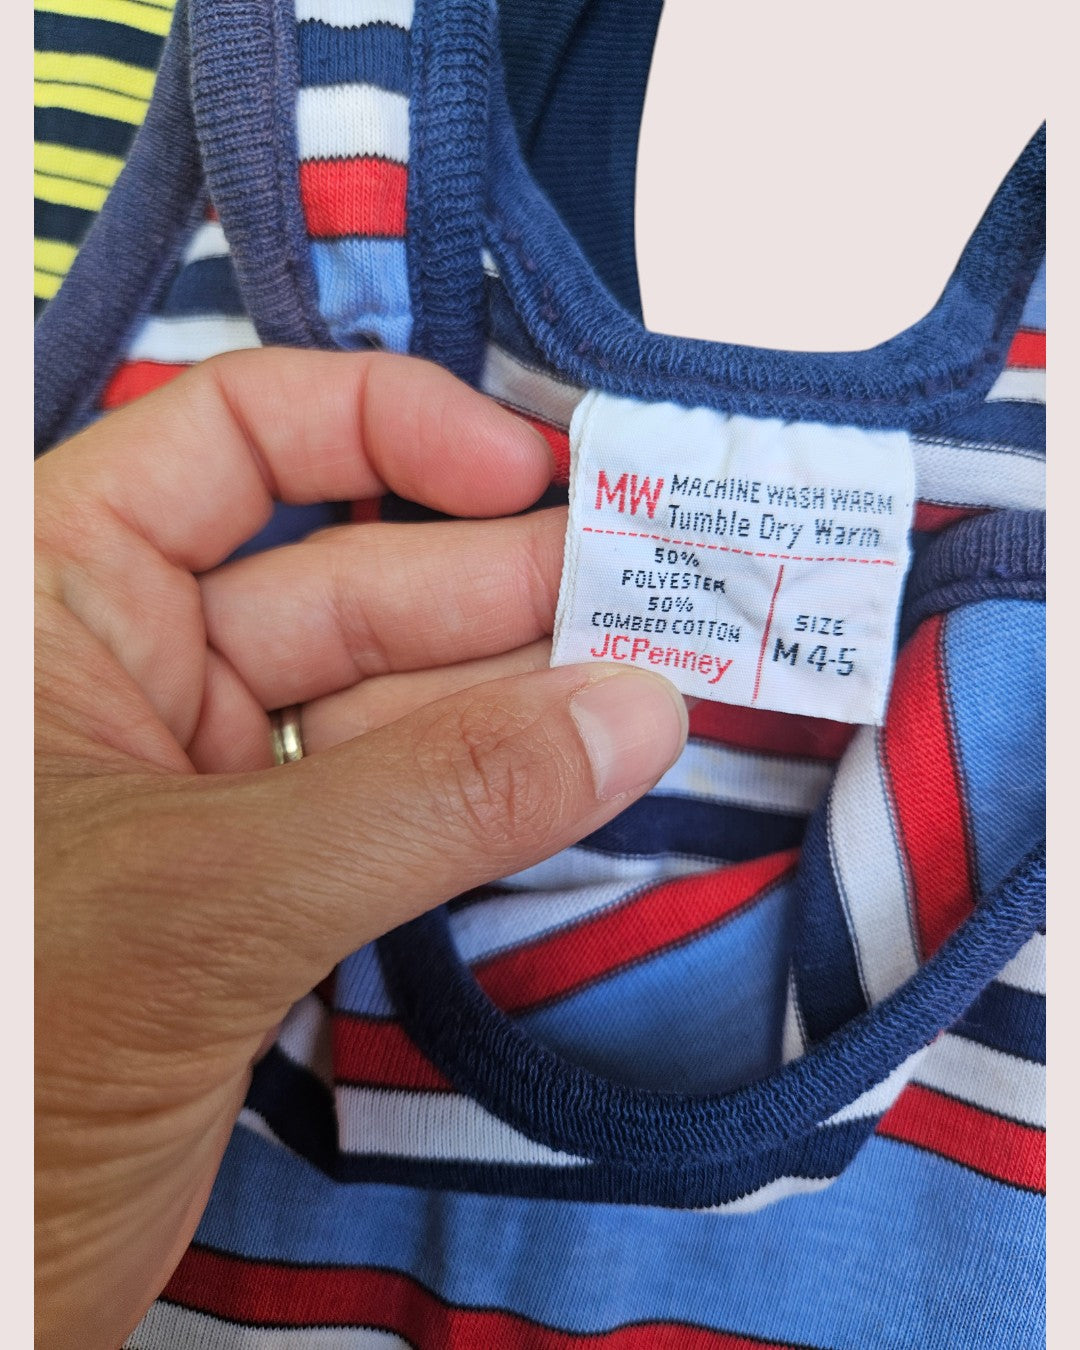 MW MACHINE WASH WARM
Tumble Dry Warm
50%
POLYESTER
50%
COMBED COTTON
JCPenney
SIZE
M 4-5